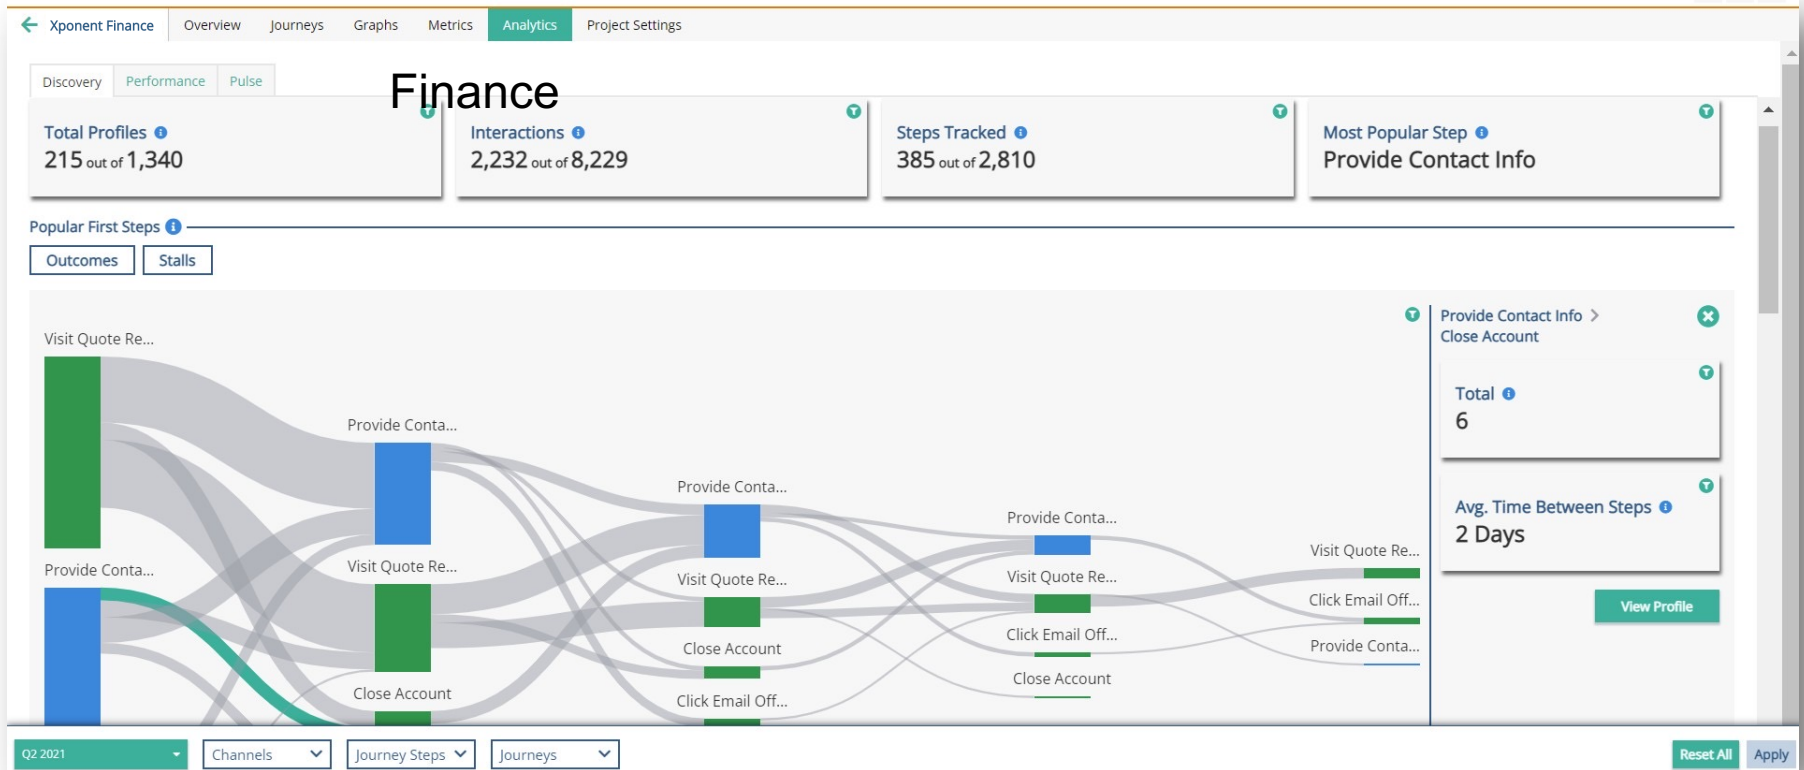 Xponent Finance Overview Journeys Graphs Metrics Analytics Project Settings
Discovery Performance Pulse
Finance
Total Profiles
215 out of 1,340
Interactions
2,232 out of 8,229
Steps Tracked
385 out of 2,810
Most Popular Step
Provide Contact Info
Popular First Steps
Outcomes Stalls
Visit Quote Re...
Provide Conta...
Provide Conta...
Visit Quote Re...
Close Account
Provide Conta...
Visit Quote Re...
Close Account
Click Email Off...
Provide Conta...
Visit Quote Re...
Click Email Off...
Close Account
Visit Quote Re...
Click Email Off...
Provide Conta...
Provide Contact Info >
Close Account
Total
6
Avg. Time Between Steps
2 Days
View Profile
Q2 2021 Channels Journey Steps Journeys Reset All Apply